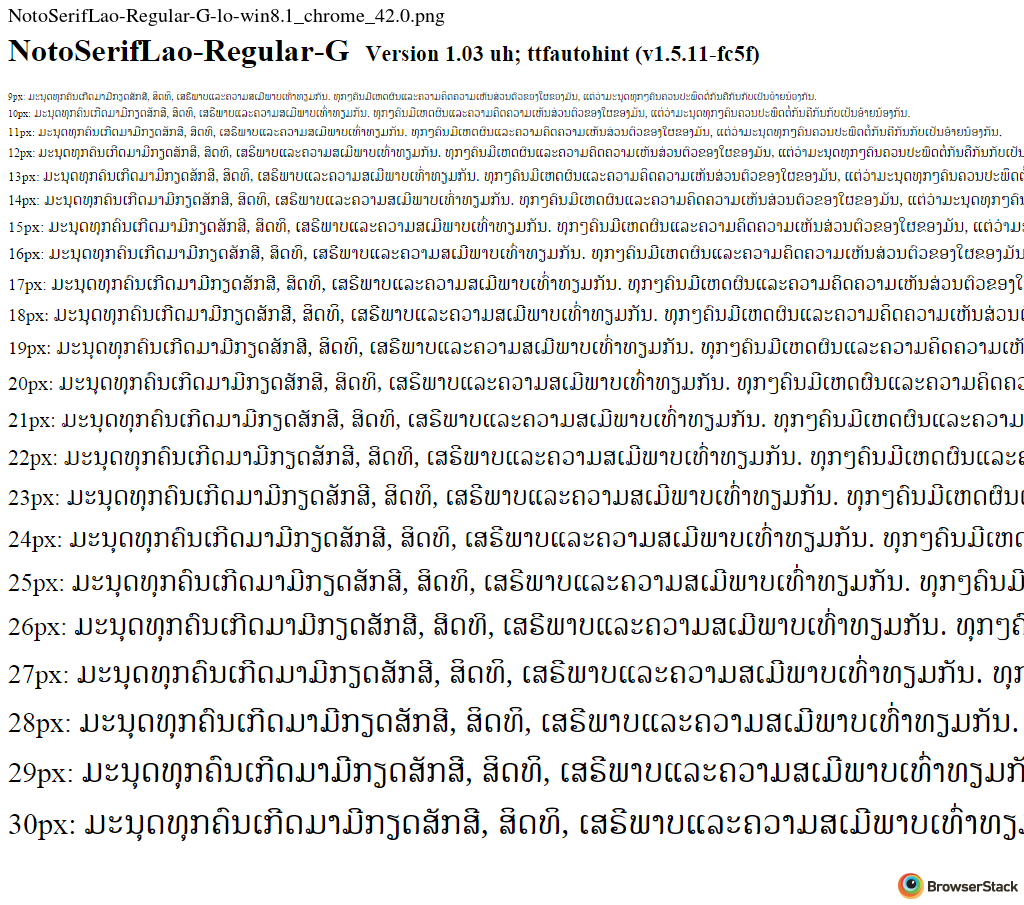 NotoSerifLao-Regular-G-lo-win8.1_chrome_42.0.png
NotoSerifLao-Regular-G Version 1.03 uh; ttfautohint (v1.5.11-fc5f)
9px: ມະນຸດທຸກຄົນເກີດມາມີກຽດສັກສີ, ສິດທິ, ເສຣີພາບແລະຄວາມສເມີພາບເທົ່າທຽມກັນ. ທຸກໆຄົນມີເຫດຜົນແລະຄວາມຄິດຄວາມເຫັນສ່ວນຕົວຂອງໃຜຂອງມັນ, ແຕ່ວ່າມະນຸດທຸກໆຄົນຄວນປະພຶດຕໍ່ກັນຄືກັນກັບເປັນອ້າຍນ້ອງກັນ.
10px: ມະນຸດທຸກຄົນເກີດມາມີກຽດສັກສີ, ສິດທິ, ເສຣີພາບແລະຄວາມສເມີພາບເທົ່າທຽມກັນ. ທຸກໆຄົນມີເຫດຜົນແລະຄວາມຄິດຄວາມເຫັນສ່ວນຕົວຂອງໃຜຂອງມັນ, ແຕ່ວ່າມະນຸດທຸກໆຄົນຄວນປະພຶດຕໍ່ກັນຄືກັນກັບເປັນອ້າຍນ້ອງກັນ.
11px: ມະນຸດທຸກຄົນເກີດມາມີກຽດສັກສີ, ສິດທິ, ເສຣີພາບແລະຄວາມສເມີພາບເທົ່າທຽມກັນ. ທຸກໆຄົນມີເຫດຜົນແລະຄວາມຄິດຄວາມເຫັນສ່ວນຕົວຂອງໃຜຂອງມັນ, ແຕ່ວ່າມະນຸດທຸກໆຄົນຄວນປະພຶດຕໍ່ກັນຄືກັນກັບເປັນອ້າຍນ້ອງກັນ.
12px: ມະນຸດທຸກຄົນເກີດມາມີກຽດສັກສີ, ສິດທິ, ເສຣີພາບແລະຄວາມສເມີພາບເທົ່າທຽມກັນ. ທຸກໆຄົນມີເຫດຜົນແລະຄວາມຄິດຄວາມເຫັນສ່ວນຕົວຂອງໃຜຂອງມັນ, ແຕ່ວ່າມະນຸດທຸກໆຄົນຄວນປະພຶດຕໍ່ກັນຄືກັນກັບເປັນ
13px: ມະນຸດທຸກຄົນເກີດມາມີກຽດສັກສີ, ສິດທິ, ເສຣີພາບແລະຄວາມສເມີພາບເທົ່າທຽມກັນ. ທຸກໆຄົນມີເຫດຜົນແລະຄວາມຄິດຄວາມເຫັນສ່ວນຕົວຂອງໃຜຂອງມັນ, ແຕ່ວ່າມະນຸດທຸກໆຄົນຄວນປະພຶດຕໍ່
14px: ມະນຸດທຸກຄົນເກີດມາມີກຽດສັກສີ, ສິດທິ, ເສຣີພາບແລະຄວາມສເມີພາບເທົ່າທຽມກັນ. ທຸກໆຄົນມີເຫດຜົນແລະຄວາມຄິດຄວາມເຫັນສ່ວນຕົວຂອງໃຜຂອງມັນ, ແຕ່ວ່າມະນຸດທຸກໆຄົນ
15px: ມະນຸດທຸກຄົນເກີດມາມີກຽດສັກສີ, ສິດທິ, ເສຣີພາບແລະຄວາມສເມີພາບເທົ່າທຽມກັນ. ທຸກໆຄົນມີເຫດຜົນແລະຄວາມຄິດຄວາມເຫັນສ່ວນຕົວຂອງໃຜຂອງມັນ, ແຕ່ວ່າມະ
16px: ມະນຸດທຸກຄົນເກີດມາມີກຽດສັກສີ, ສິດທິ, ເສຣີພາບແລະຄວາມສເມີພາບເທົ່າທຽມກັນ. ທຸກໆຄົນມີເຫດຜົນແລະຄວາມຄິດຄວາມເຫັນສ່ວນຕົວຂອງໃຜຂອງມັນ
17px: ມະນຸດທຸກຄົນເກີດມາມີກຽດສັກສີ, ສິດທິ, ເສຣີພາບແລະຄວາມສເມີພາບເທົ່າທຽມກັນ. ທຸກໆຄົນມີເຫດຜົນແລະຄວາມຄິດຄວາມເຫັນສ່ວນຕົວຂອງໃ
18px: ມະນຸດທຸກຄົນເກີດມາມີກຽດສັກສີ, ສິດທິ, ເສຣີພາບແລະຄວາມສເມີພາບເທົ່າທຽມກັນ. ທຸກໆຄົນມີເຫດຜົນແລະຄວາມຄິດຄວາມເຫັນສ່ວນ
19px: ມະນຸດທຸກຄົນເກີດມາມີກຽດສັກສີ, ສິດທິ, ເສຣີພາບແລະຄວາມສເມີພາບເທົ່າທຽມກັນ. ທຸກໆຄົນມີເຫດຜົນແລະຄວາມຄິດຄວາມເຫັ
20px: ມະນຸດທຸກຄົນເກີດມາມີກຽດສັກສີ, ສິດທິ, ເສຣີພາບແລະຄວາມສເມີພາບເທົ່າທຽມກັນ. ທຸກໆຄົນມີເຫດຜົນແລະຄວາມຄິດຄວ
21px: ມະນຸດທຸກຄົນເກີດມາມີກຽດສັກສີ, ສິດທິ, ເສຣີພາບແລະຄວາມສເມີພາບເທົ່າທຽມກັນ. ທຸກໆຄົນມີເຫດຜົນແລະຄວາມ
22px: ມະນຸດທຸກຄົນເກີດມາມີກຽດສັກສີ, ສິດທິ, ເສຣີພາບແລະຄວາມສເມີພາບເທົ່າທຽມກັນ. ທຸກໆຄົນມີເຫດຜົນແລະຄ
23px: ມະນຸດທຸກຄົນເກີດມາມີກຽດສັກສີ, ສິດທິ, ເສຣີພາບແລະຄວາມສເມີພາບເທົ່າທຽມກັນ. ທຸກໆຄົນມີເຫດຜົນ
24px: ມະນຸດທຸກຄົນເກີດມາມີກຽດສັກສີ, ສິດທິ, ເສຣີພາບແລະຄວາມສເມີພາບເທົ່າທຽມກັນ. ທຸກໆຄົນມີເຫດ
25px: ມະນຸດທຸກຄົນເກີດມາມີກຽດສັກສີ, ສິດທິ, ເສຣີພາບແລະຄວາມສເມີພາບເທົ່າທຽມກັນ. ທຸກໆຄົນມີ
26px: ມະນຸດທຸກຄົນເກີດມາມີກຽດສັກສີ, ສິດທິ, ເສຣີພາບແລະຄວາມສເມີພາບເທົ່າທຽມກັນ. ທຸກໆຄົ
27px: ມະນຸດທຸກຄົນເກີດມາມີກຽດສັກສີ, ສິດທິ, ເສຣີພາບແລະຄວາມສເມີພາບເທົ່າທຽມກັນ. ທຸກ
28px: ມະນຸດທຸກຄົນເກີດມາມີກຽດສັກສີ, ສິດທິ, ເສຣີພາບແລະຄວາມສເມີພາບເທົ່າທຽມກັນ.
29px: ມະນຸດທຸກຄົນເກີດມາມີກຽດສັກສີ, ສິດທິ, ເສຣີພາບແລະຄວາມສເມີພາບເທົ່າທຽມກັ
30px: ມະນຸດທຸກຄົນເກີດມາມີກຽດສັກສີ, ສິດທິ, ເສຣີພາບແລະຄວາມສເມີພາບເທົ່າທຽ
BrowserStack